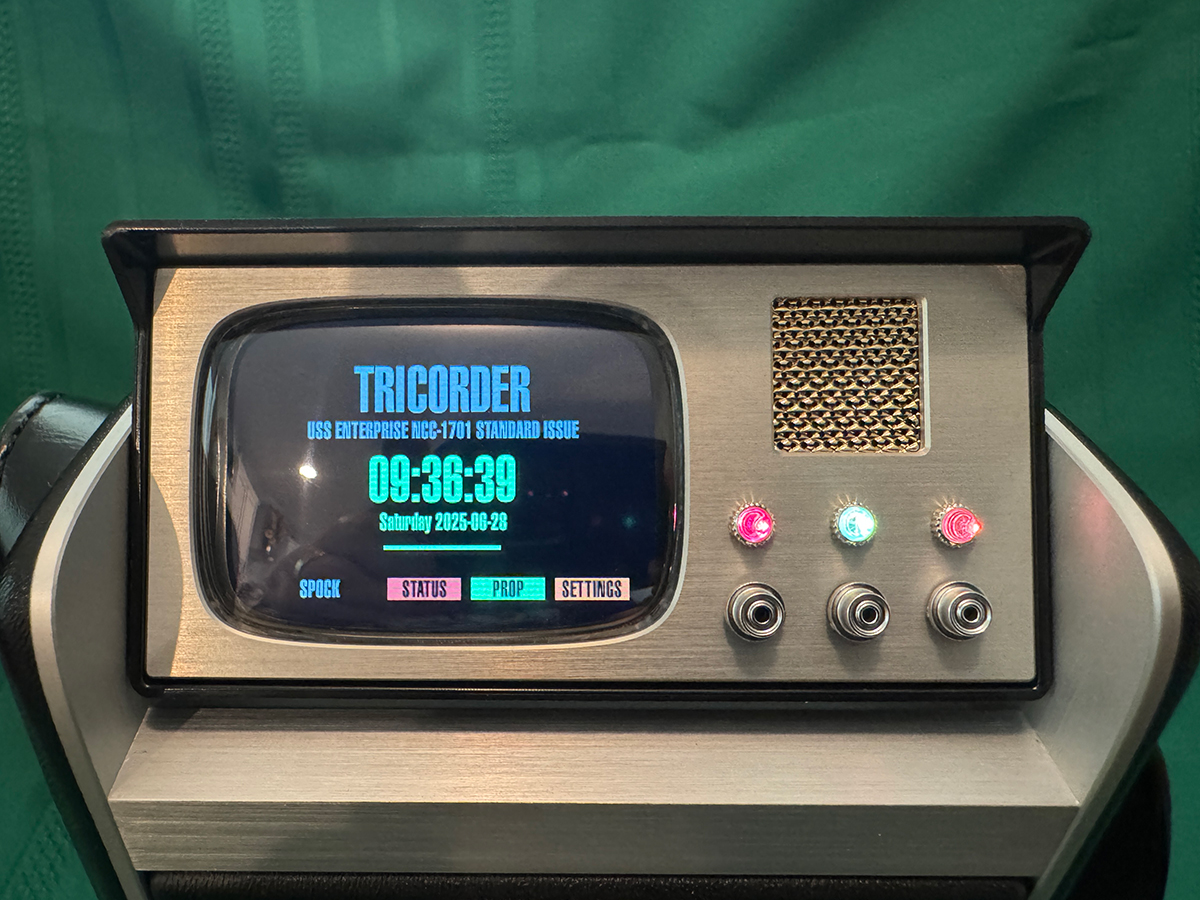 TRICORDER
USS ENTERPRISE NCC-1701 STANDARD ISSUE
09:36:39
Saturday 2025-06-28
SPOCK STATUS PROP SETTINGS